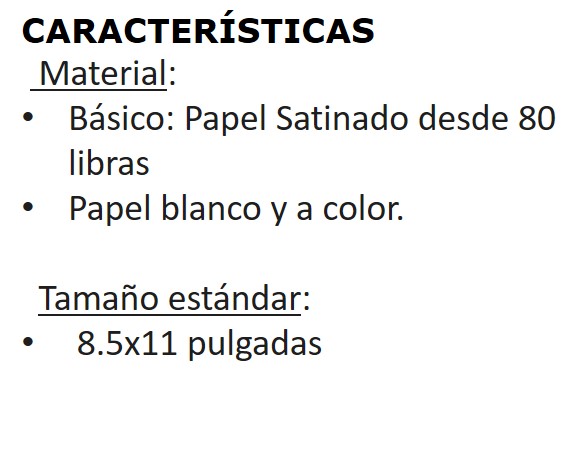 CARACTERÍSTICAS
Material:
• Básico: Papel Satinado desde 80
libras
• Papel blanco y a color.
Tamaño estándar:
• 8.5x11 pulgadas